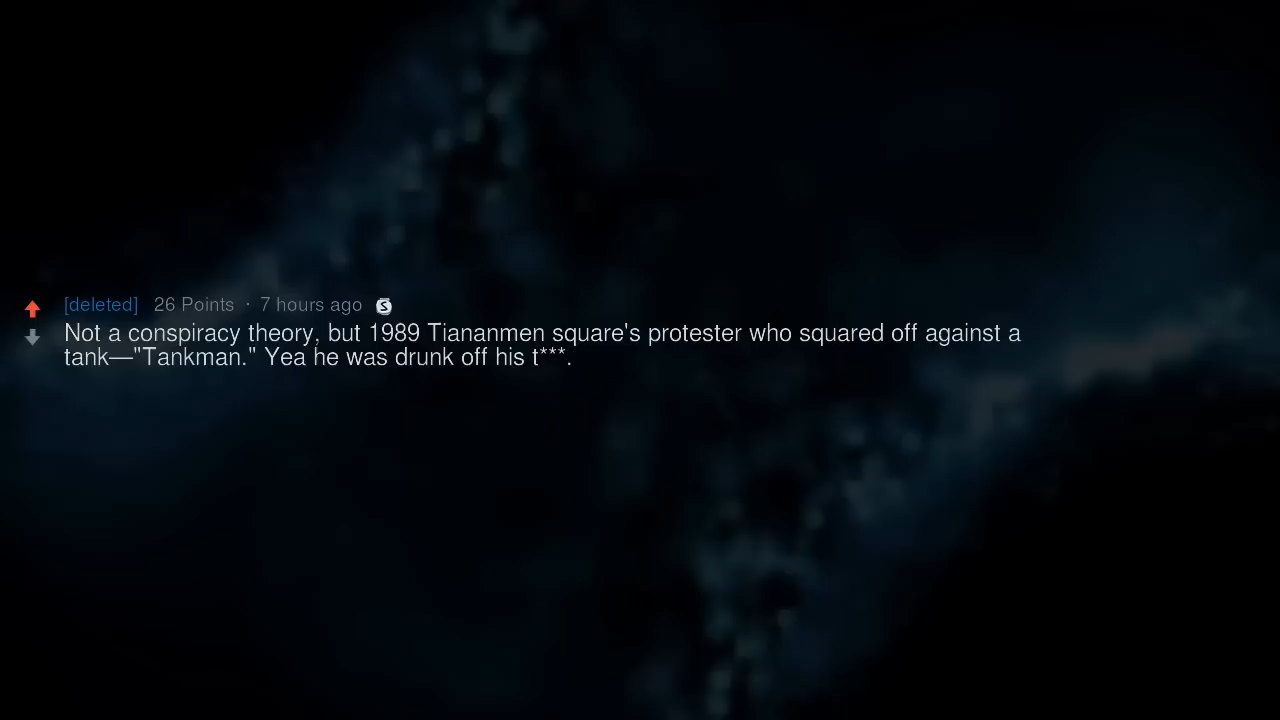 [deleted] 26 Points · 7 hours ago S
Not a conspiracy theory, but 1989 Tiananmen square's protester who squared off against a
tank—"Tankman." Yea he was drunk off his t***.